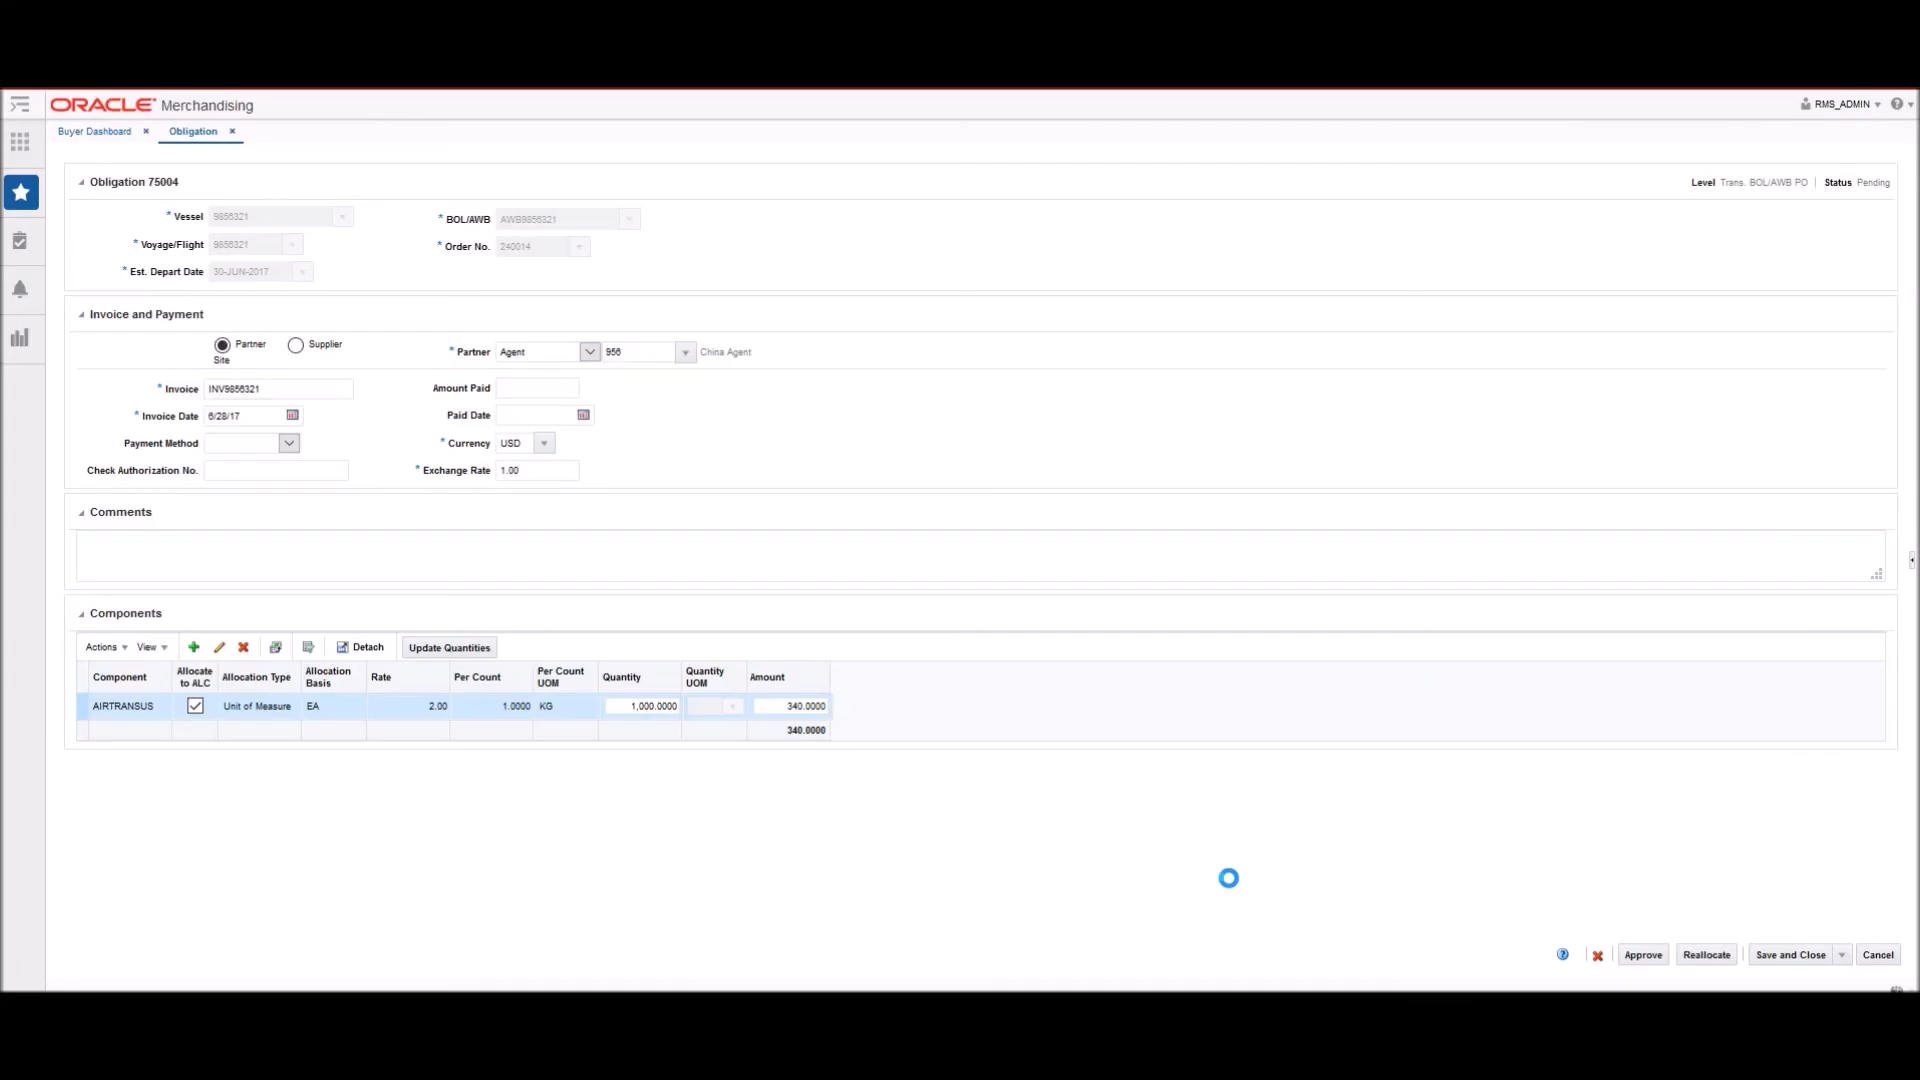 ORACLE Merchandising
RMS_ADMIN
Buyer Dashboard
Obligation
Obligation 75004
Level Trans. BOL/AWB PO Status Pending
* Vessel 9856321
* BOL/AWB AWB9856321
* Voyage/Flight 9856321
* Order No. 240014
* Est. Depart Date 30-JUN-2017
Invoice and Payment
Partner
Supplier
Site
* Partner Agent 956 China Agent
* Invoice INV9856321
Amount Paid
* Invoice Date 6/28/17
Paid Date
Payment Method
* Currency USD
Check Authorization No.
* Exchange Rate 1.00
Comments
Components
Actions View Detach Update Quantities
Component Allocate to ALC Allocation Type Allocation Basis Rate Per Count Per Count UOM Quantity Quantity UOM Amount
AIRTRANSUS Unit of Measure EA 2.00 1.0000 KG 1,000.0000 340.0000
340.0000
Approve Reallocate Save and Close Cancel